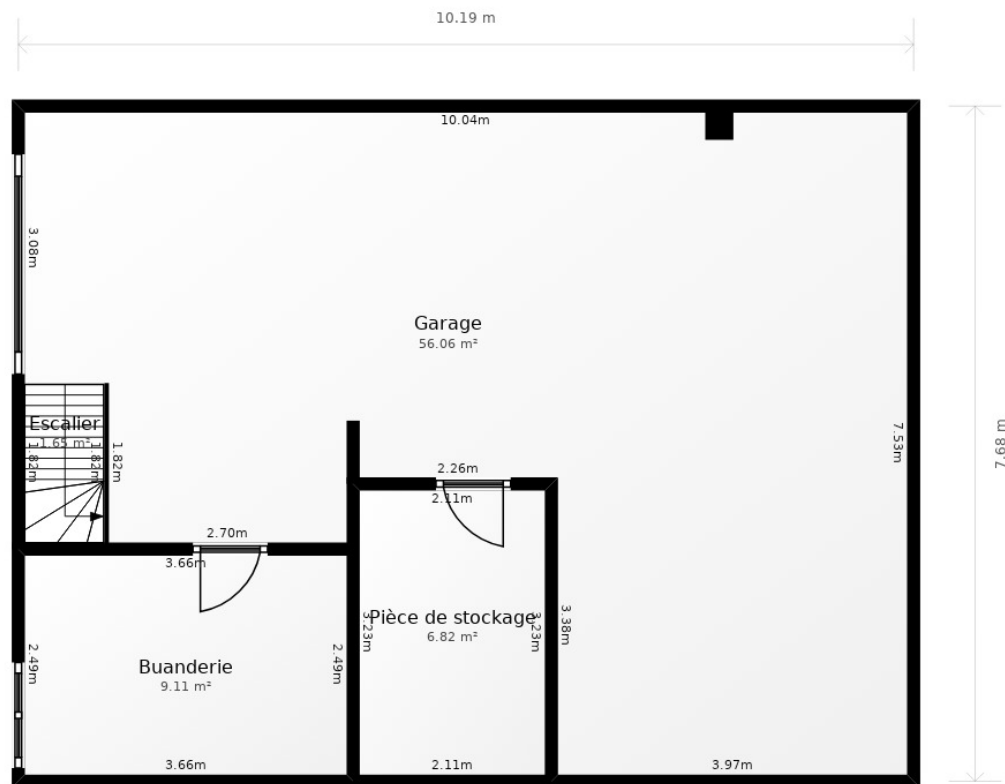 10.19 m
10.04m
3.08m
Garage
56.06 m²
7.53m
7.68 m
Escalier
1.65 m²
1.82m
1.82m
1.82m
2.26m
2.11m
2.70m
3.66m
Pièce de stockage
6.82 m²
3.23m
3.23m
3.38m
Buanderie
9.11 m²
2.49m
2.49m
3.66m
2.11m
3.97m